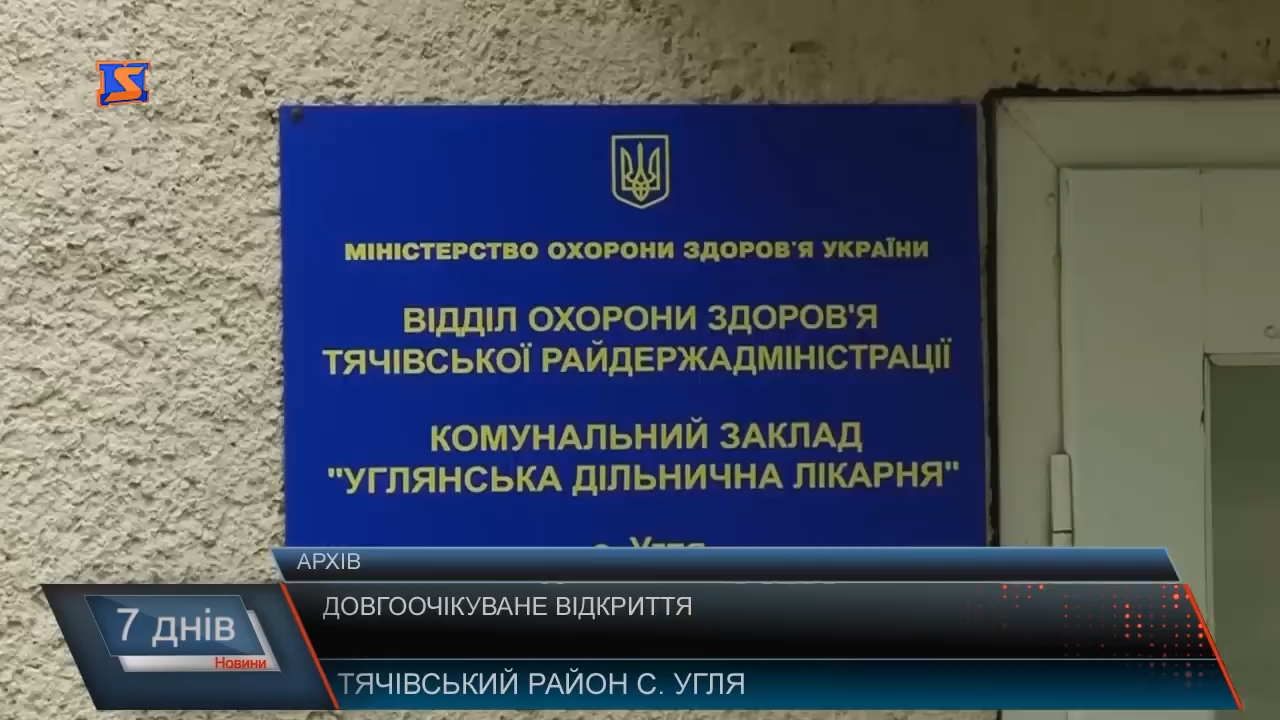 МІНІСТЕРСТВО ОХОРОНИ ЗДОРОВ'Я УКРАЇНИ
ВІДДІЛ ОХОРОНИ ЗДОРОВ'Я
ТЯЧІВСЬКОЇ РАЙДЕРЖАДМІНІСТРАЦІЇ
КОМУНАЛЬНИЙ ЗАКЛАД
"УГЛЯНСЬКА ДІЛЬНИЧНА ЛІКАРНЯ"
с. Угля
АРХІВ
ДОВГООЧІКУВАНЕ ВІДКРИТТЯ
7 днів
Новини
ТЯЧІВСЬКИЙ РАЙОН С. УГЛЯ